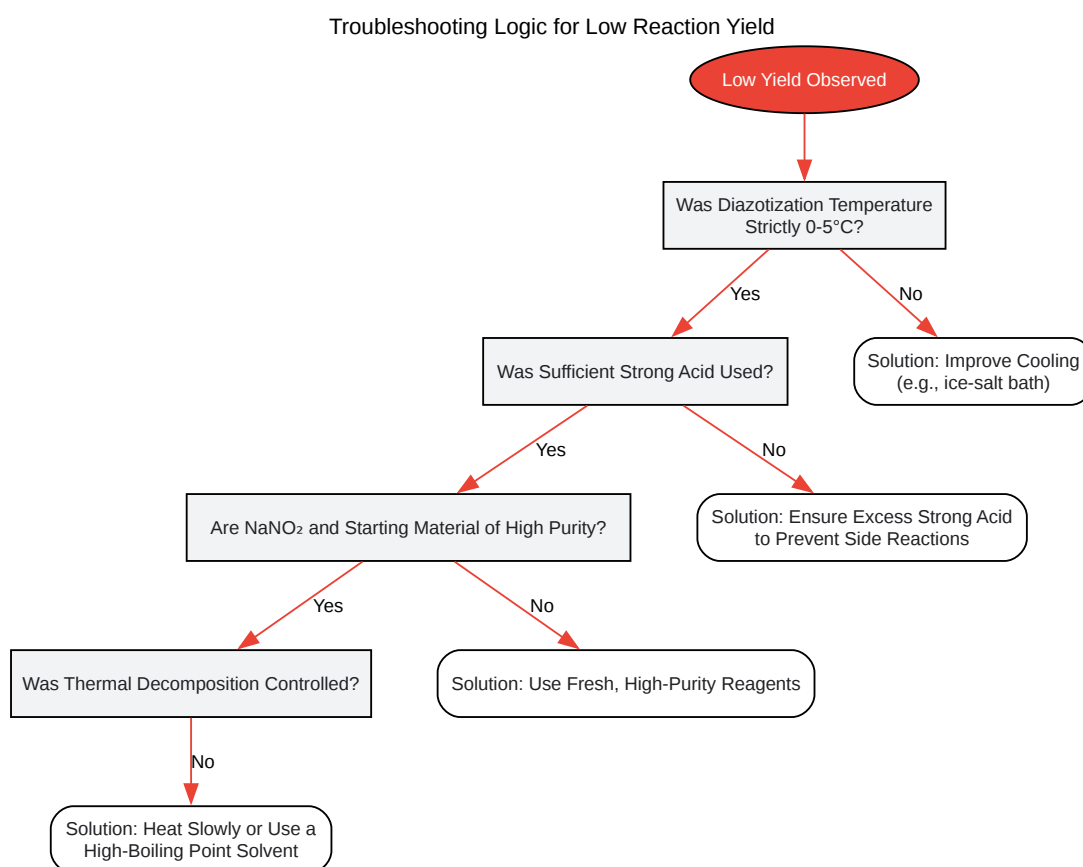 Troubleshooting Logic for Low Reaction Yield
Low Yield Observed
Was Diazotization Temperature
Strictly 0-5°C?
Yes
No
Was Sufficient Strong Acid Used?
Solution: Improve Cooling
(e.g., ice-salt bath)
Yes
No
Are NaNO₂ and Starting Material of High Purity?
Solution: Ensure Excess Strong Acid
to Prevent Side Reactions
Yes
No
Was Thermal Decomposition Controlled?
Solution: Use Fresh, High-Purity Reagents
No
Solution: Heat Slowly or Use a
High-Boiling Point Solvent